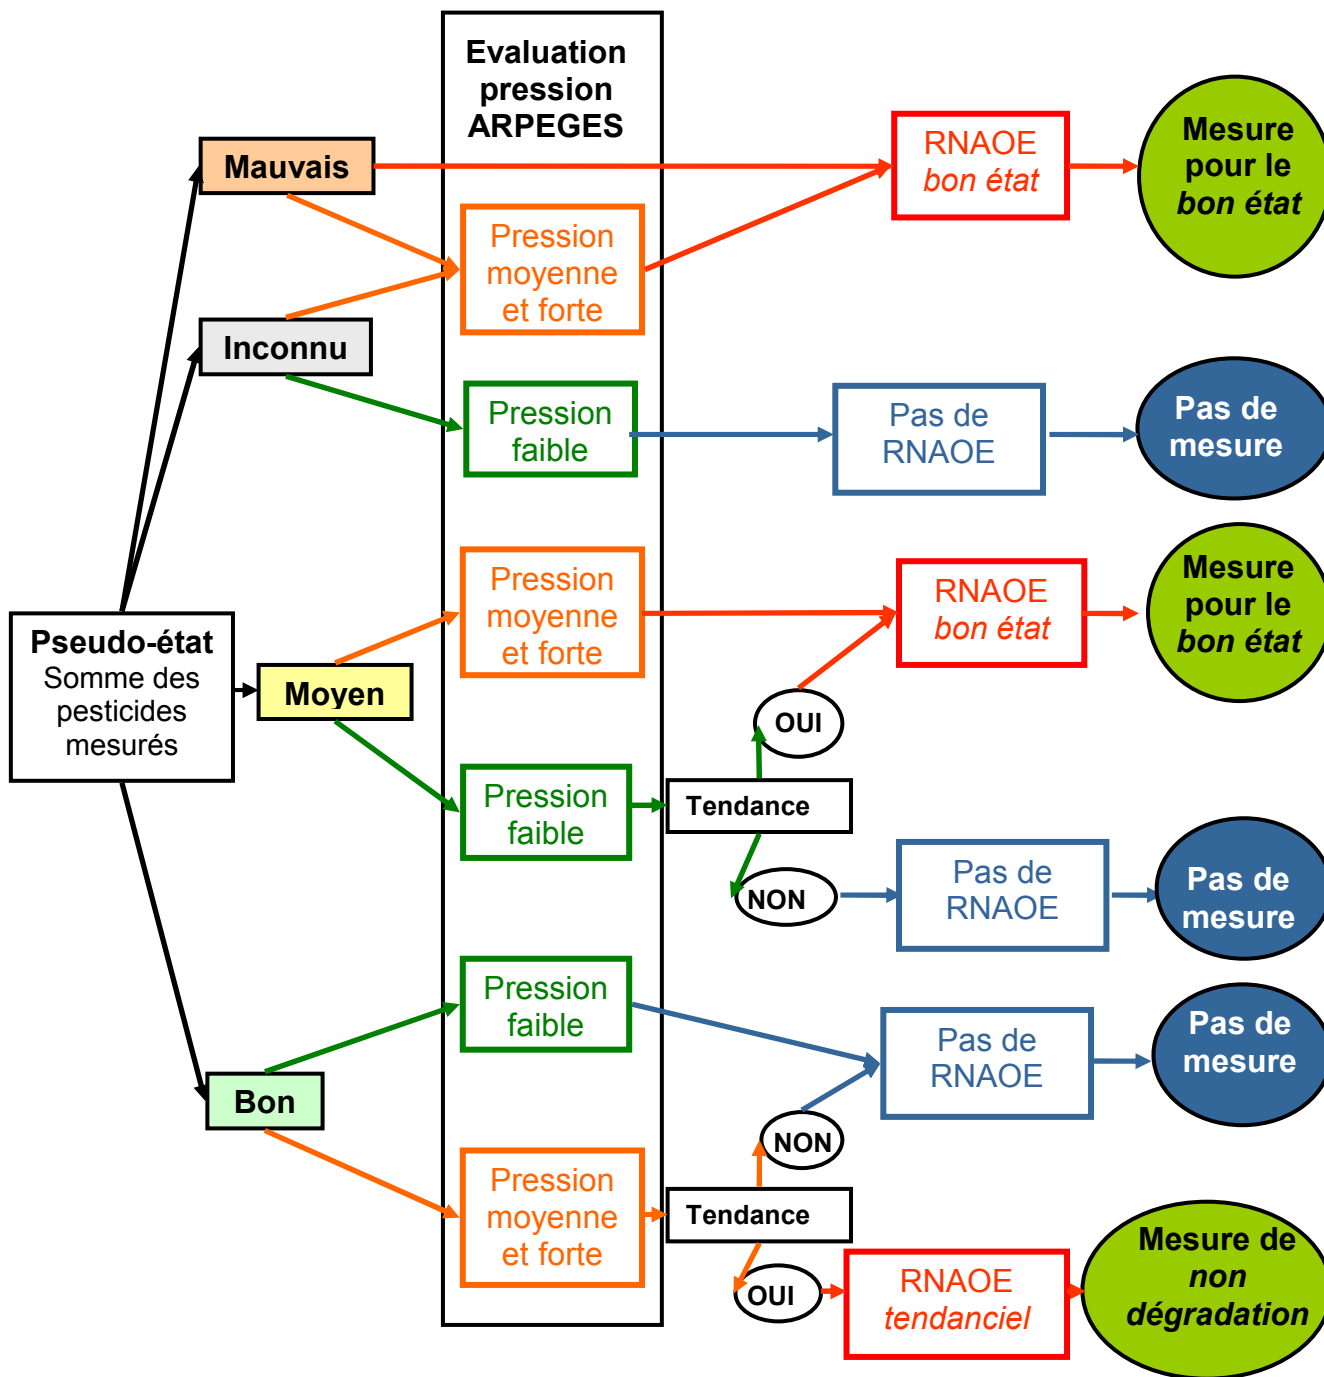 Evaluation
pression
ARPEGES
Mauvais
RNAOE
bon état
Mesure
pour le
bon état
Pression
moyenne
et forte
Inconnu
Pression
faible
Pas de
RNAOE
Pas de
mesure
Pression
moyenne
et forte
RNAOE
bon état
Mesure
pour le
bon état
Pseudo-état
Somme des
pesticides
mesurés
Moyen
OUI
Pression
faible
Tendance
NON
Pas de
RNAOE
Pas de
mesure
Pression
faible
Pas de
RNAOE
Pas de
mesure
Bon
NON
Pression
moyenne
et forte
Tendance
OUI
RNAOE
tendanciel
Mesure de
non
dégradation